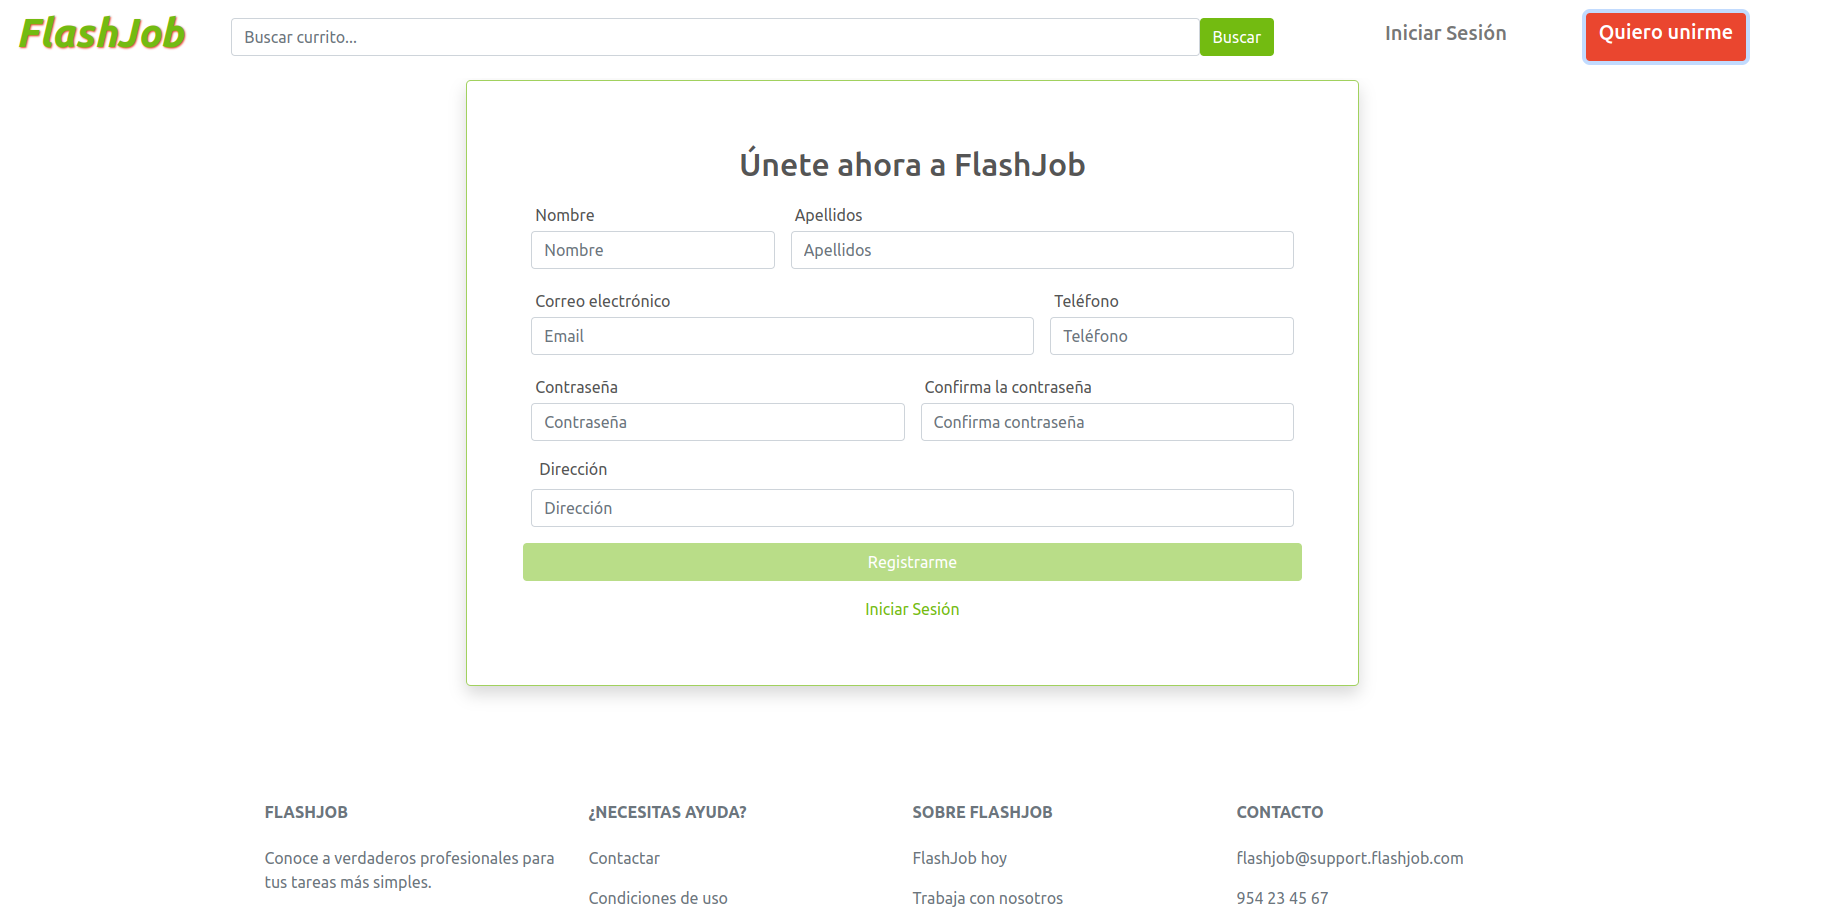 FlashJob
Buscar currito...
Buscar
Iniciar Sesión
Quiero unirme
Únete ahora a FlashJob
Nombre
Apellidos
Nombre
Apellidos
Correo electrónico
Teléfono
Email
Teléfono
Contraseña
Confirma la contraseña
Contraseña
Confirma contraseña
Dirección
Dirección
Registrarme
Iniciar Sesión
FLASHJOB
Conoce a verdaderos profesionales para
tus tareas más simples.
¿NECESITAS AYUDA?
Contactar
Condiciones de uso
SOBRE FLASHJOB
FlashJob hoy
Trabaja con nosotros
CONTACTO
flashjob@support.flashjob.com
954 23 45 67